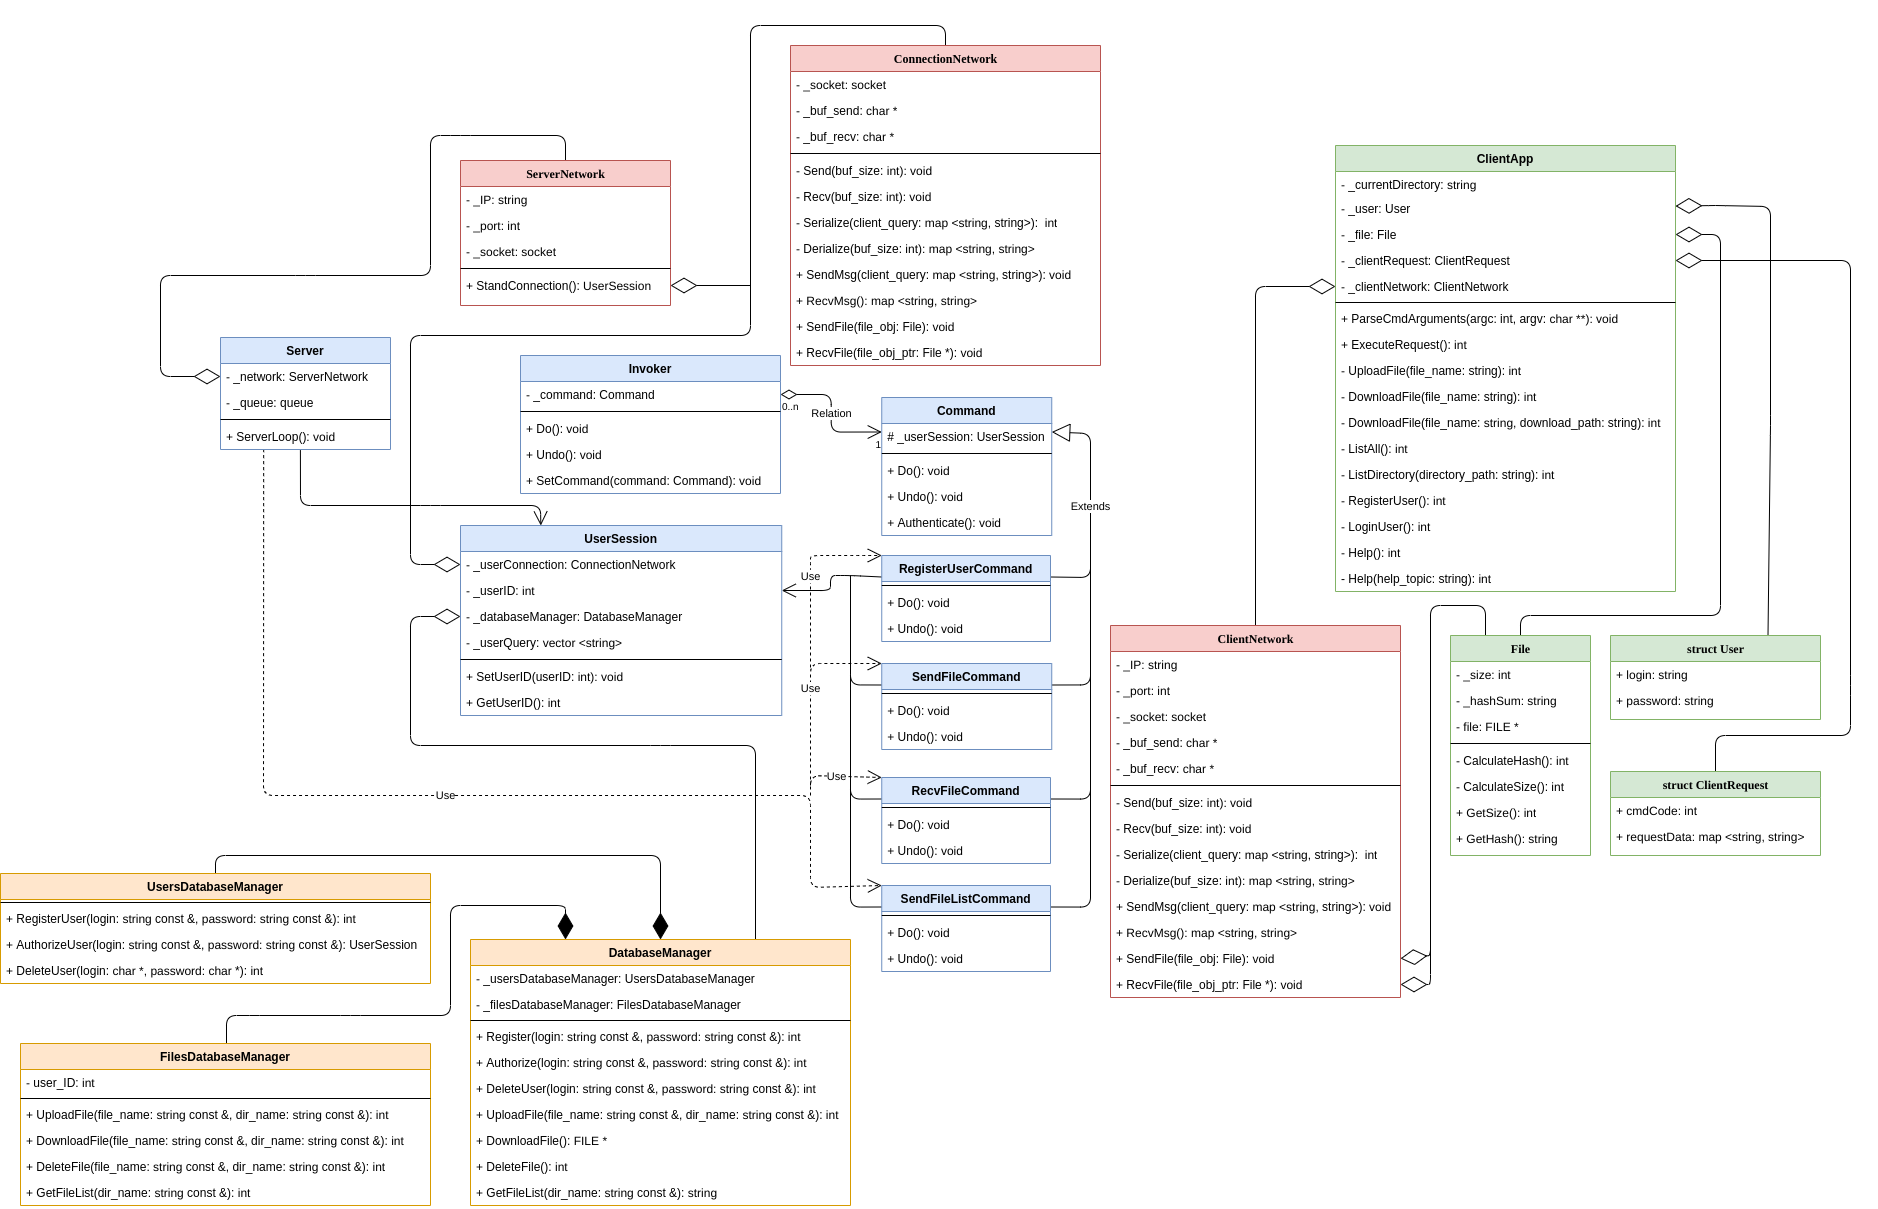 ConnectionNetwork
- _socket: socket
- _buf_send: char *
- _buf_recv: char *
- Send(buf_size: int): void
- Recv(buf_size: int): void
- Serialize(client_query: map <string, string>):  int
- Derialize(buf_size: int): map <string, string>
+ SendMsg(client_query: map <string, string>): void
+ RecvMsg(): map <string, string>
+ SendFile(file_obj: File): void
+ RecvFile(file_obj_ptr: File *): void
ServerNetwork
- _IP: string
- _port: int
- _socket: socket
+ StandConnection(): UserSession
ClientApp
- _currentDirectory: string
- _user: User
- _file: File
- _clientRequest: ClientRequest
- _clientNetwork: ClientNetwork
+ ParseCmdArguments(argc: int, argv: char **): void
+ ExecuteRequest(): int
- UploadFile(file_name: string): int
- DownloadFile(file_name: string): int
- DownloadFile(file_name: string, download_path: string): int
- ListAll(): int
- ListDirectory(directory_path: string): int
- RegisterUser(): int
- LoginUser(): int
- Help(): int
- Help(help_topic: string): int
Server
- _network: ServerNetwork
- _queue: queue
+ ServerLoop(): void
Invoker
- _command: Command
+ Do(): void
+ Undo(): void
+ SetCommand(command: Command): void
0..n
Relation
1
Command
# _userSession: UserSession
+ Do(): void
+ Undo(): void
+ Authenticate(): void
Extends
UserSession
- _userConnection: ConnectionNetwork
- _userID: int
- _databaseManager: DatabaseManager
- _userQuery: vector <string>
+ SetUserID(userID: int): void
+ GetUserID(): int
Use
RegisterUserCommand
+ Do(): void
+ Undo(): void
Use
SendFileCommand
+ Do(): void
+ Undo(): void
Use
RecvFileCommand
+ Do(): void
+ Undo(): void
Use
SendFileListCommand
+ Do(): void
+ Undo(): void
ClientNetwork
- _IP: string
- _port: int
- _socket: socket
- _buf_send: char *
- _buf_recv: char *
- Send(buf_size: int): void
- Recv(buf_size: int): void
- Serialize(client_query: map <string, string>):  int
- Derialize(buf_size: int): map <string, string>
+ SendMsg(client_query: map <string, string>): void
+ RecvMsg(): map <string, string>
+ SendFile(file_obj: File): void
+ RecvFile(file_obj_ptr: File *): void
File
- _size: int
- _hashSum: string
- file: FILE *
- CalculateHash(): int
- CalculateSize(): int
+ GetSize(): int
+ GetHash(): string
struct User
+ login: string
+ password: string
struct ClientRequest
+ cmdCode: int
+ requestData: map <string, string>
UsersDatabaseManager
+ RegisterUser(login: string const &, password: string const &): int
+ AuthorizeUser(login: string const &, password: string const &): UserSession
+ DeleteUser(login: char *, password: char *): int
FilesDatabaseManager
- user_ID: int
+ UploadFile(file_name: string const &, dir_name: string const &): int
+ DownloadFile(file_name: string const &, dir_name: string const &): int
+ DeleteFile(file_name: string const &, dir_name: string const &): int
+ GetFileList(dir_name: string const &): int
DatabaseManager
- _usersDatabaseManager: UsersDatabaseManager
- _filesDatabaseManager: FilesDatabaseManager
+ Register(login: string const &, password: string const &): int
+ Authorize(login: string const &, password: string const &): int
+ DeleteUser(login: string const &, password: string const &): int
+ UploadFile(file_name: string const &, dir_name: string const &): int
+ DownloadFile(): FILE *
+ DeleteFile(): int
+ GetFileList(dir_name: string const &): string